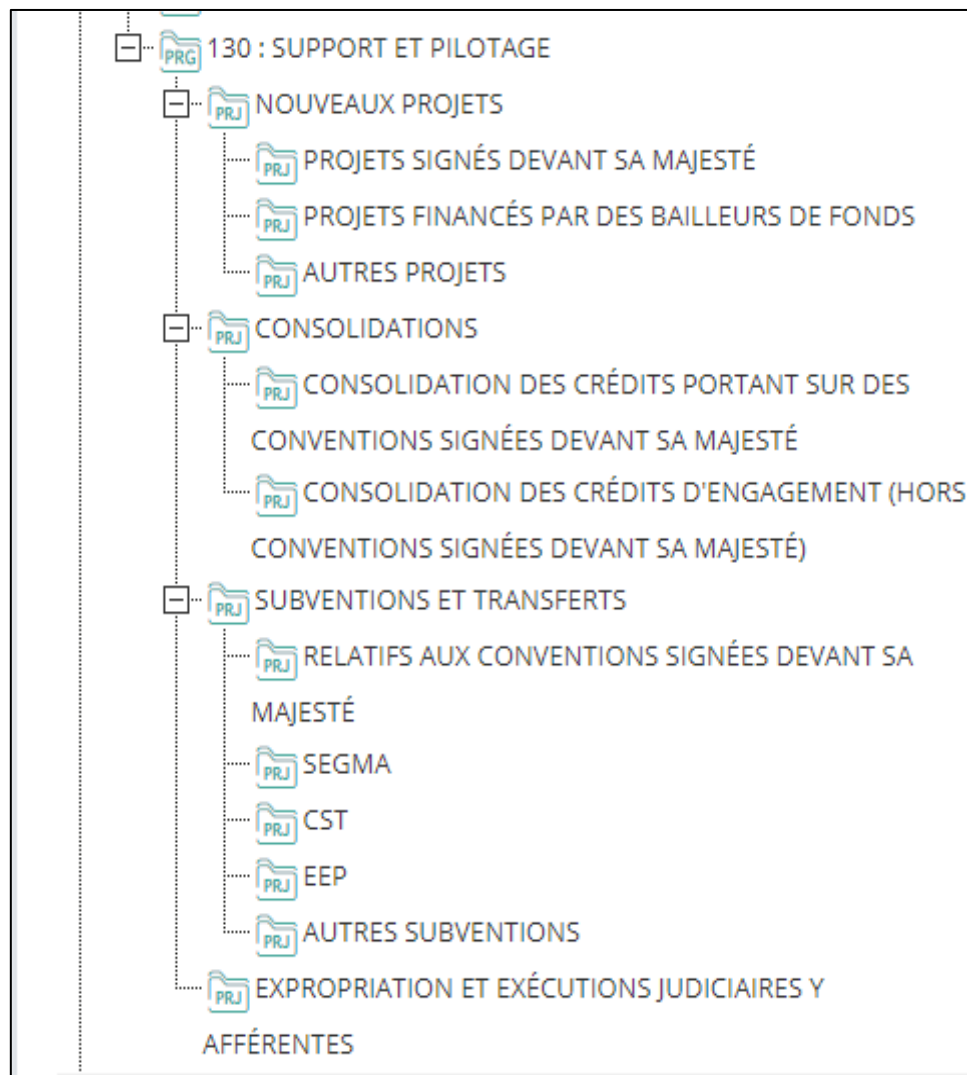 PRG 130 : SUPPORT ET PILOTAGE
PRJ NOUVEAUX PROJETS
PRJ PROJETS SIGNÉS DEVANT SA MAJESTÉ
PRJ PROJETS FINANCÉS PAR DES BAILLEURS DE FONDS
PRJ AUTRES PROJETS
PRJ CONSOLIDATIONS
PRJ CONSOLIDATION DES CRÉDITS PORTANT SUR DES
CONVENTIONS SIGNÉES DEVANT SA MAJESTÉ
PRJ CONSOLIDATION DES CRÉDITS D'ENGAGEMENT (HORS
CONVENTIONS SIGNÉES DEVANT SA MAJESTÉ)
PRJ SUBVENTIONS ET TRANSFERTS
PRJ RELATIFS AUX CONVENTIONS SIGNÉES DEVANT SA
MAJESTÉ
PRJ SEGMA
PRJ CST
PRJ EEP
PRJ AUTRES SUBVENTIONS
PRJ EXPROPRIATION ET EXÉCUTIONS JUDICIAIRES Y
AFFÉRENTES